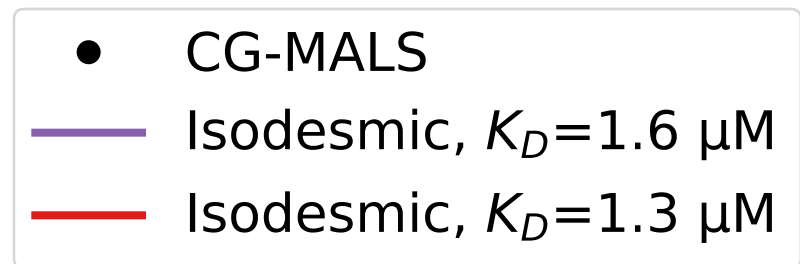 CG-MALS
Isodesmic, K_D=1.6 μM
Isodesmic, K_D=1.3 μM